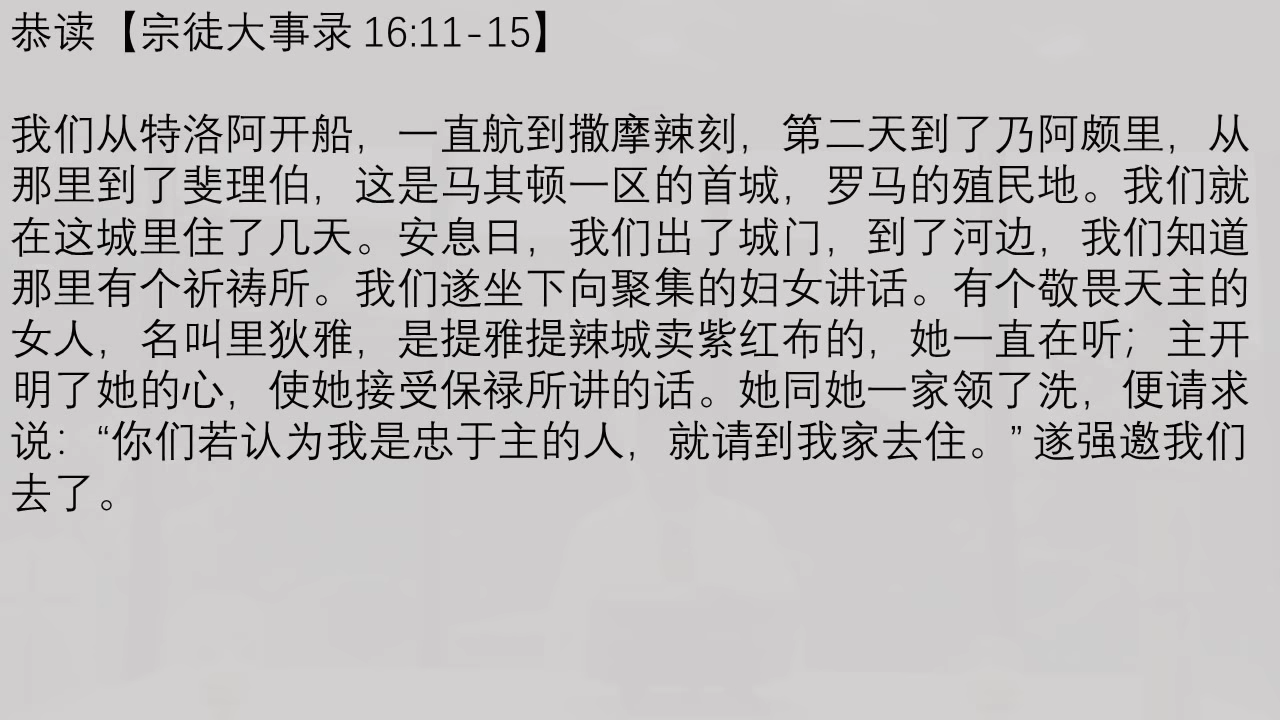 恭读【宗徒大事录 16:11-15】
我们从特洛阿开船，一直航到撒摩辣刻，第二天到了乃阿颇里，从
那里到了斐理伯，这是马其顿一区的首城，罗马的殖民地。我们就
在这城里住了几天。安息日，我们出了城门，到了河边，我们知道
那里有个祈祷所。我们遂坐下向聚集的妇女讲话。有个敬畏天主的
女人，名叫里狄雅，是提雅提辣城卖紫红布的，她一直在听；主开
明了她的心，使她接受保禄所讲的话。她同她一家领了洗，便请求
说：“你们若认为我是忠于主的人，就请到我家去住。” 遂强邀我们
去了。